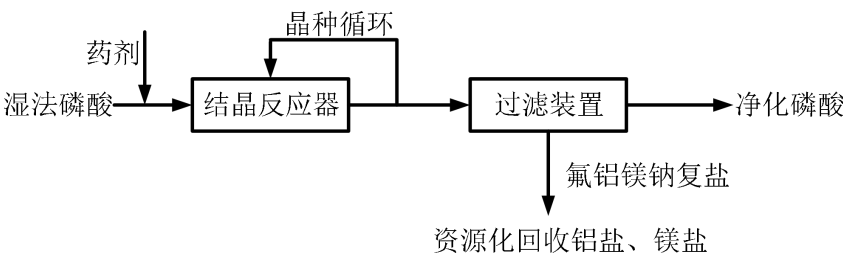 晶种循环
药剂
湿法磷酸
结晶反应器
过滤装置
净化磷酸
氟铝镁钠复盐
资源化回收铝盐、镁盐